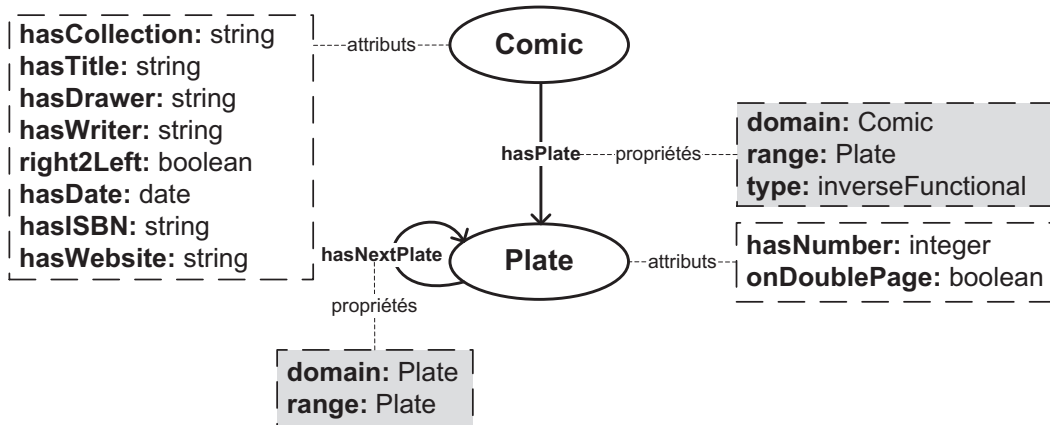 hasCollection: string
hasTitle: string
hasDrawer: string
hasWriter: string
right2Left: boolean
hasDate: date
hasISBN: string
hasWebsite: string
attributs
Comic
hasPlate
propriétés
domain: Comic
range: Plate
type: inverseFunctional
hasNextPlate
Plate
attributs
hasNumber: integer
onDoublePage: boolean
propriétés
domain: Plate
range: Plate